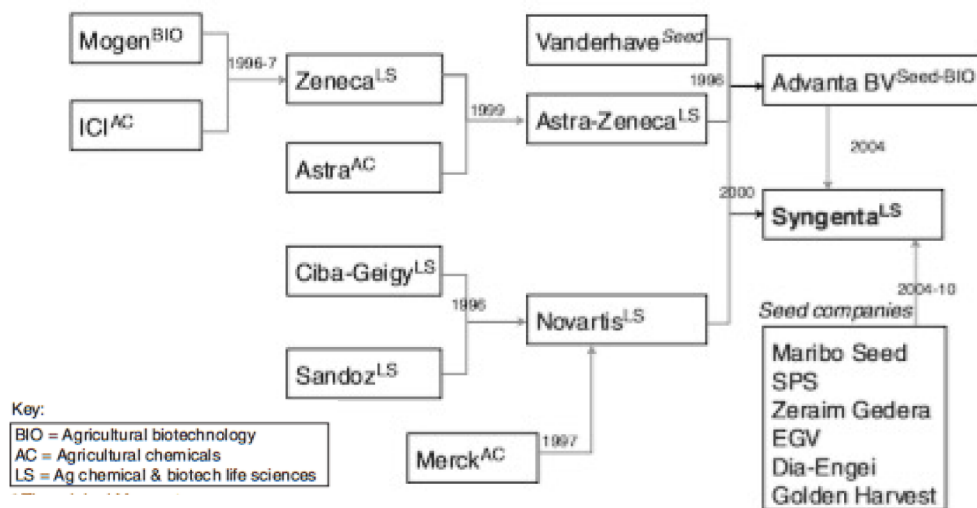 Mogen^BIO
ICI^AC
1996-7
Zeneca^LS
Astra^AC
1999
Vanderhave^Seed
Astra-Zeneca^LS
1996
Advanta BV^Seed-BIO
2004
2000
Syngenta^LS
Ciba-Geigy^LS
Sandoz^LS
1996
Novartis^LS
Merck^AC
1997
2004-10
Seed companies
Maribo Seed
SPS
Zeraim Gedera
EGV
Dia-Engei
Golden Harvest
Key:
BIO = Agricultural biotechnology
AC = Agricultural chemicals
LS = Ag chemical & biotech life sciences